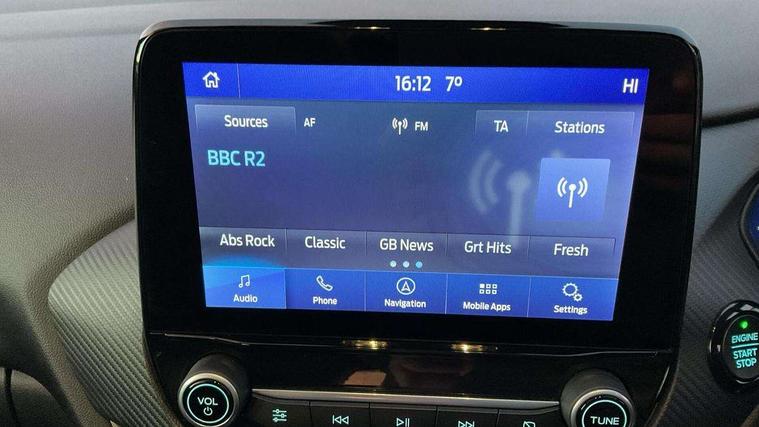 16:12 7º HI
Sources AF FM TA Stations
BBC R2
Abs Rock Classic GB News Grt Hits Fresh
Audio Phone Navigation Mobile Apps Settings
ENGINE
START
STOP
VOL
TUNE